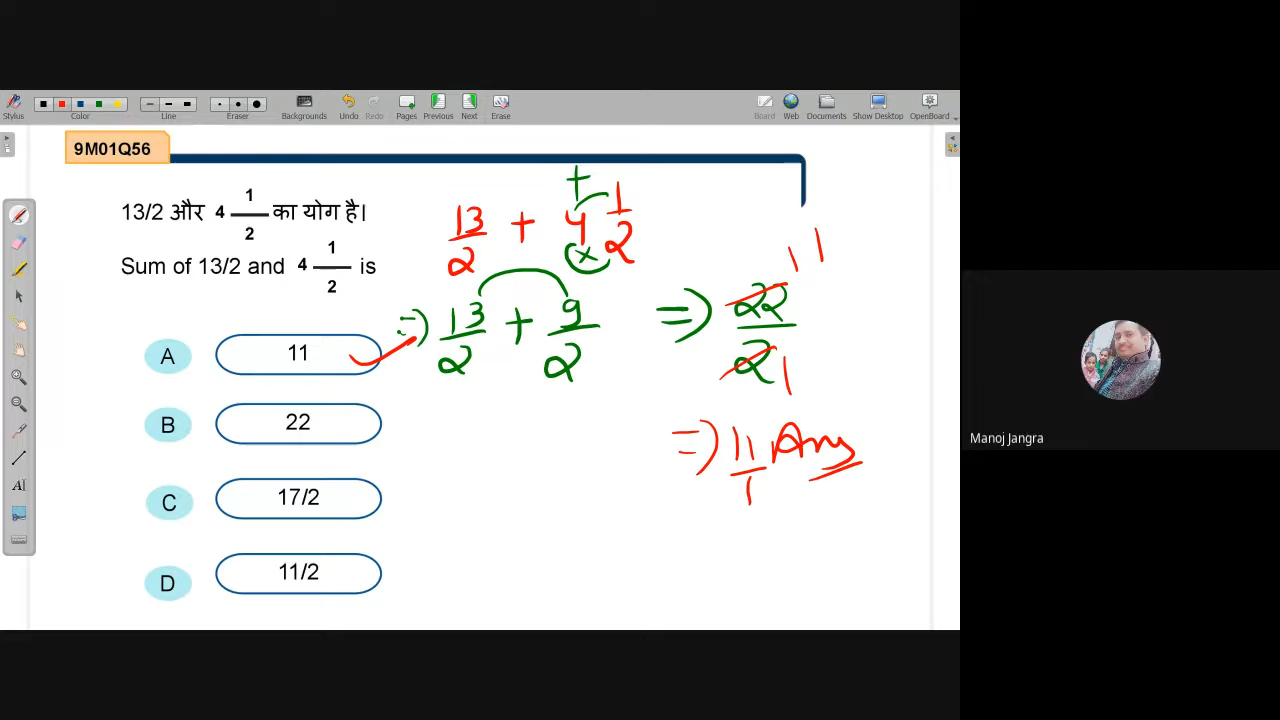 Stylus Color Line Eraser Backgrounds Undo Redo Pages Previous Next Erase Board Web Documents Show Desktop OpenBoard
9M01Q56
13/2 और 4 1/2 का योग है।
Sum of 13/2 and 4 1/2 is
A 11
B 22
C 17/2
D 11/2
+
13/2 + 4 1/2
×
=> 13/2 + 9/2 => 22/2 11 1
=> 11/1 Ans
Manoj Jangra